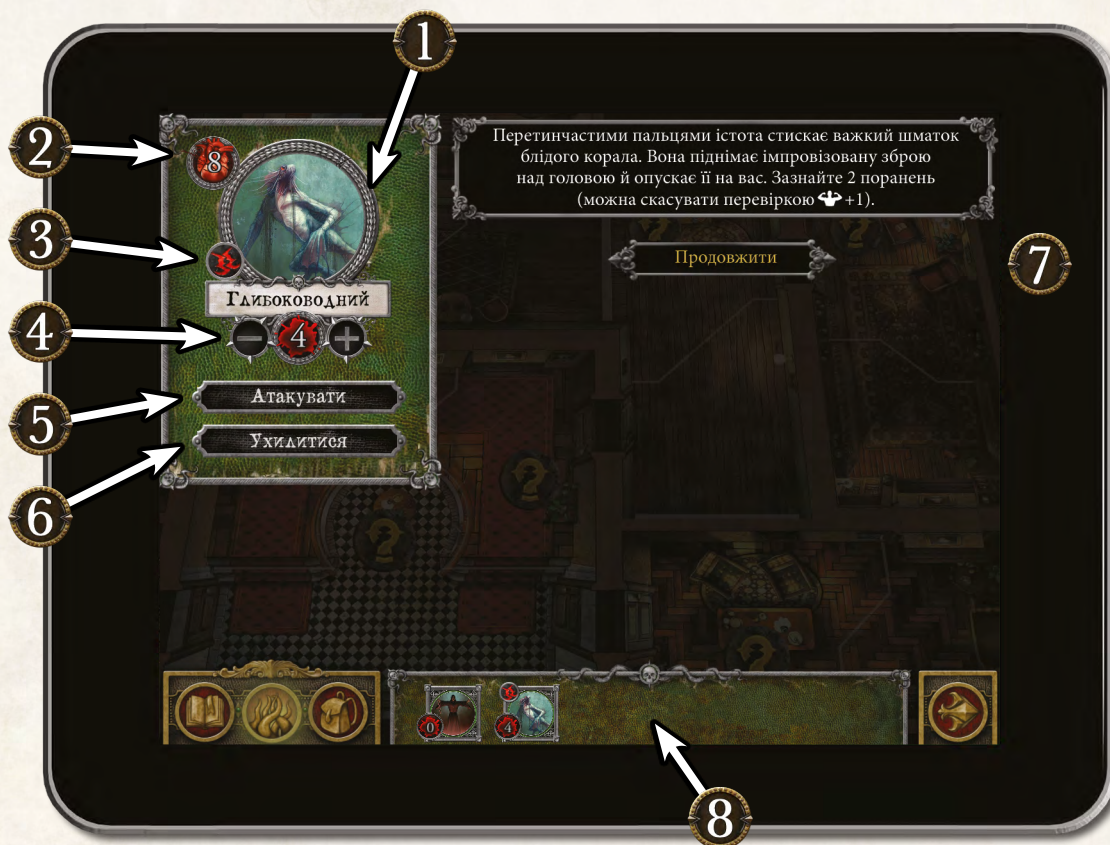 1
2
8
3
Глибоководний
4
4
5
Атакувати
6
Ухилитися
Перетинчастими пальцями істота стискає важкий шматок
блідого корала. Вона піднімає імпровізовану зброю
над головою й опускає її на вас. Зазнайте 2 поранень
(можна скасувати перевіркою +1).
Продовжити
7
?
?
?
?
0
4
8